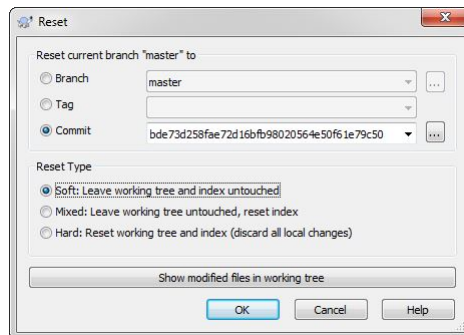 Reset
Reset current branch "master" to
Branch
master
...
Tag
Commit
bde73d258fae72d16bfb98020564e50f61e79c50
...
Reset Type
Soft: Leave working tree and index untouched
Mixed: Leave working tree untouched, reset index
Hard: Reset working tree and index (discard all local changes)
Show modified files in working tree
OK
Cancel
Help